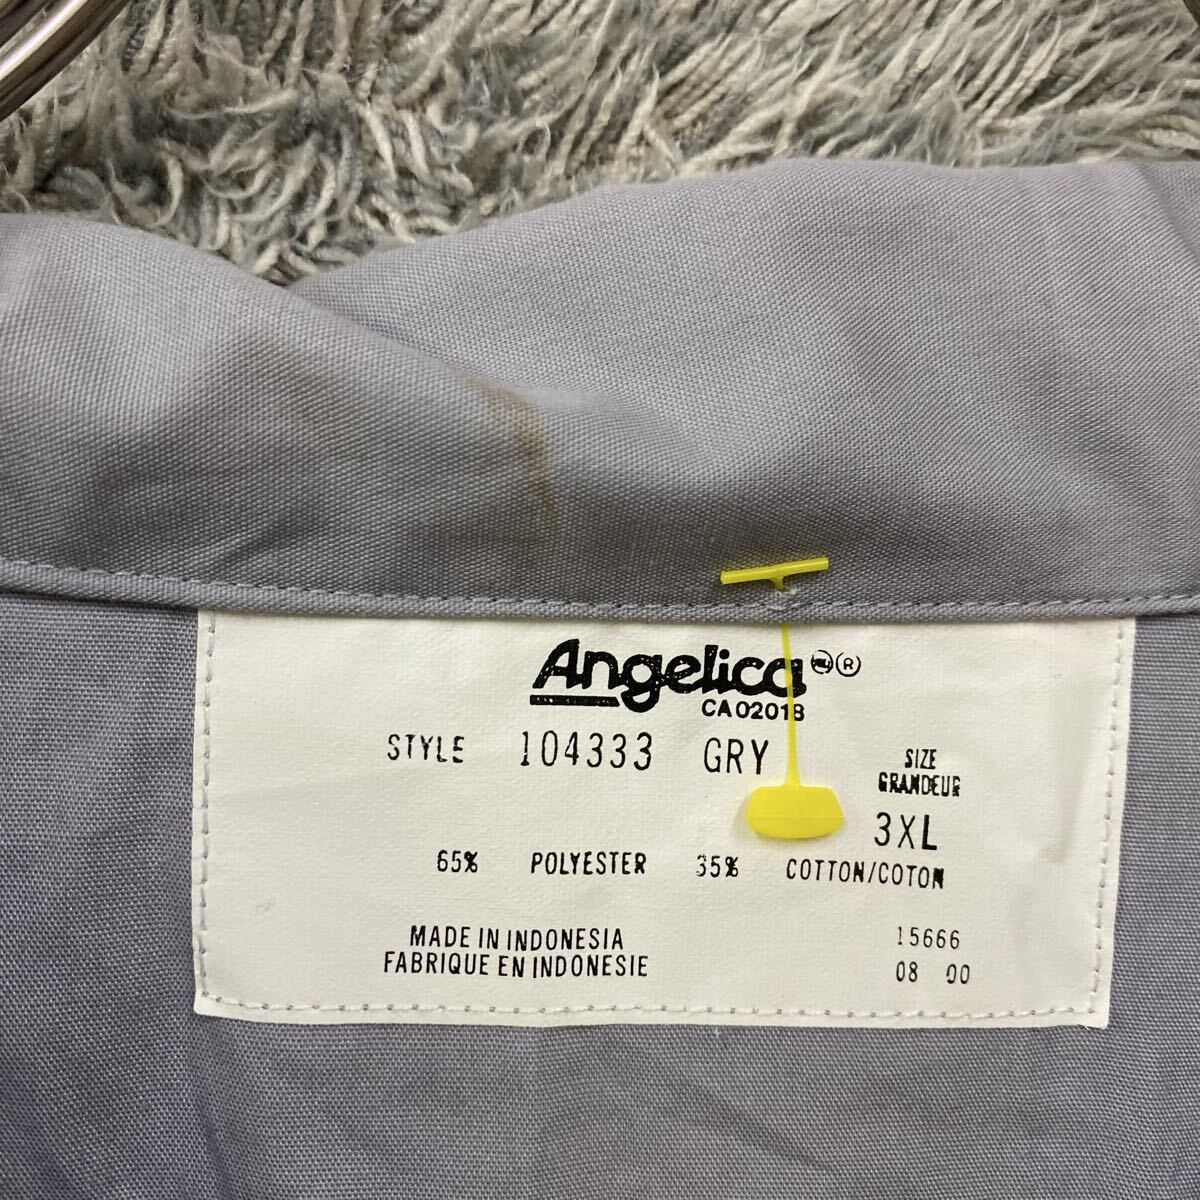 Angelica ®
CA02018
STYLE 104333 GRY
SIZE
GRANDEUR
3XL
65% POLYESTER 35% COTTON/COTON
MADE IN INDONESIA
FABRIQUE EN INDONESIE
15666
08 00